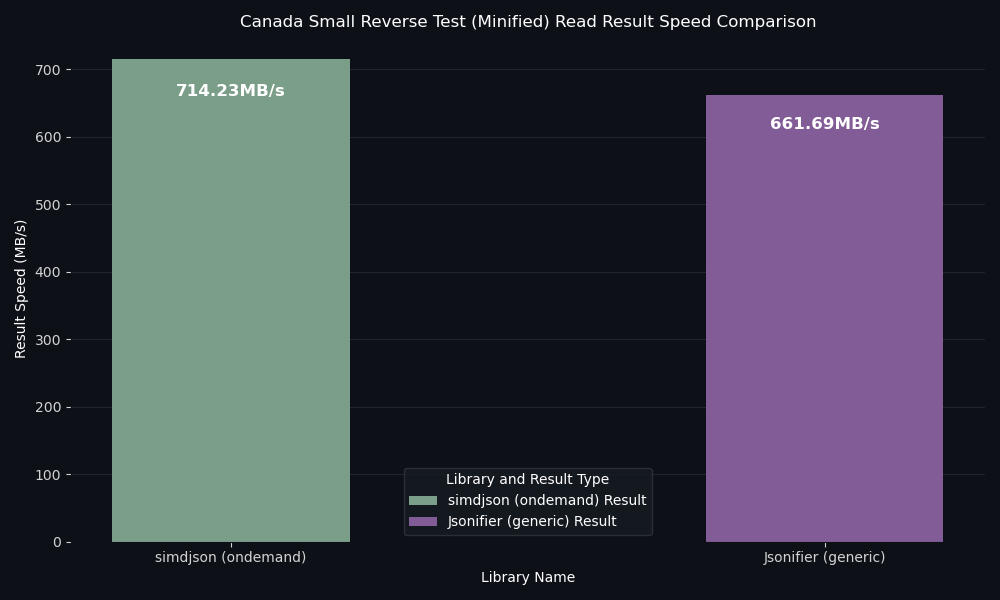 Canada Small Reverse Test (Minified) Read Result Speed Comparison
700
714.23MB/s
661.69MB/s
600
500
400
300
200
100
0
Result Speed (MB/s)
Library and Result Type
simdjson (ondemand) Result
Jsonifier (generic) Result
simdjson (ondemand)
Jsonifier (generic)
Library Name